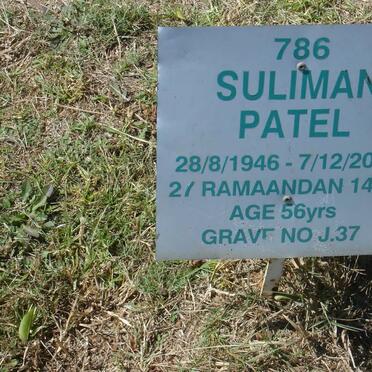 786
SULIMAN
PATEL
28/8/1946 - 7/12/20
27 RAMAANDAN 14
AGE 56yrs
GRAVE NO J.37